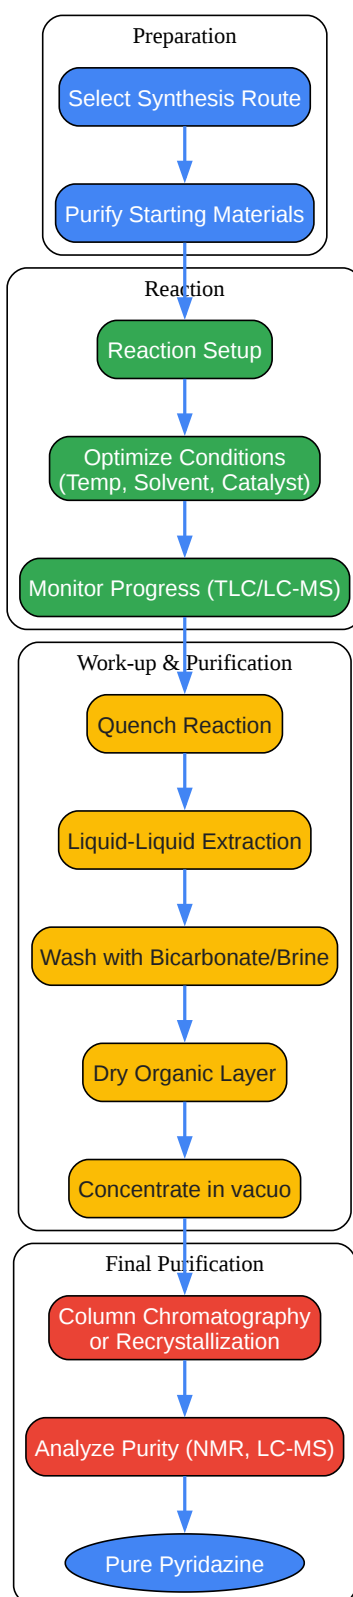 Preparation
Select Synthesis Route
Purify Starting Materials
Reaction
Reaction Setup
Optimize Conditions
(Temp, Solvent, Catalyst)
Monitor Progress (TLC/LC-MS)
Work-up & Purification
Quench Reaction
Liquid-Liquid Extraction
Wash with Bicarbonate/Brine
Dry Organic Layer
Concentrate in vacuo
Final Purification
Column Chromatography
or Recrystallization
Analyze Purity (NMR, LC-MS)
Pure Pyridazine